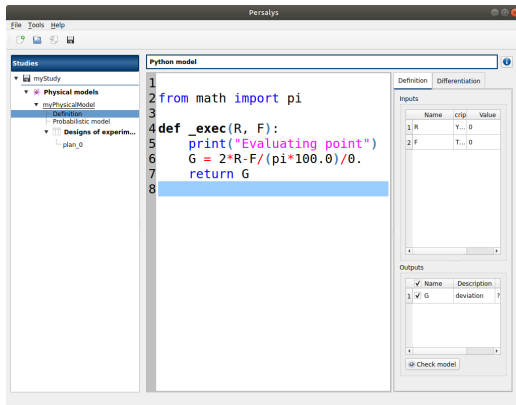 Persalys
File Tools Help
Studies
myStudy
Physical models
myPhysicalModel
Definition
Probabilistic model
Designs of experim...
plan_0
Python model
1
2 from math import pi
3
4 def _exec(R, F):
5     print("Evaluating point")
6     G = 2*R-F/(pi*100.0)/0.
7     return G
8
Definition Differentiation
Inputs
Name crip Value
1 R Y... 0
2 F T... 0
Outputs
Name Description
1 G deviation ?
Check model